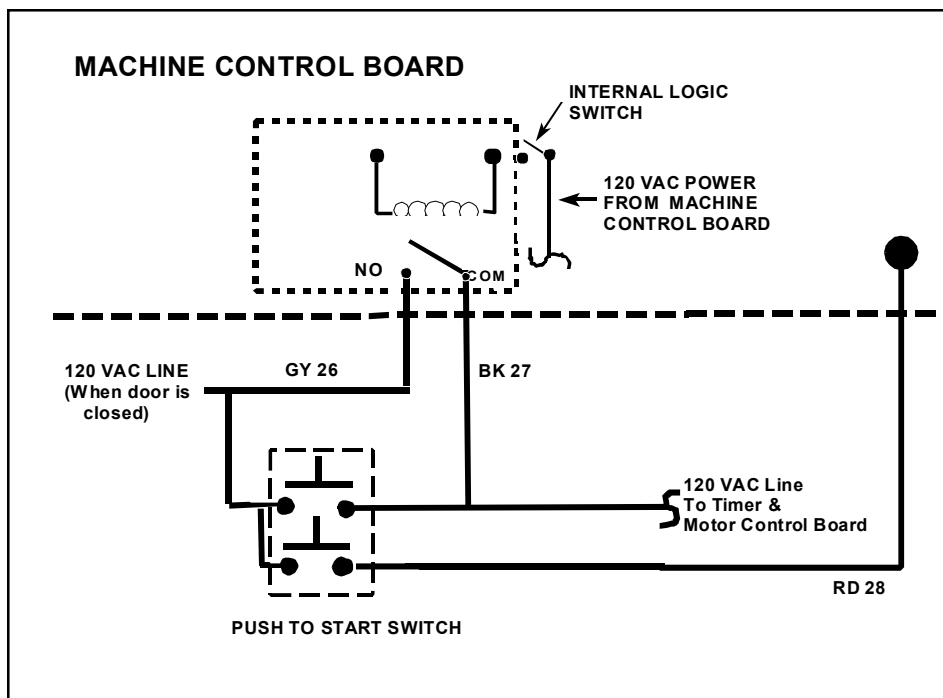 MACHINE CONTROL BOARD
INTERNAL LOGIC
SWITCH
120 VAC POWER
FROM MACHINE
CONTROL BOARD
NO
COM
120 VAC LINE
(When door is
closed)
GY 26
BK 27
120 VAC Line
To Timer &
Motor Control Board
RD 28
PUSH TO START SWITCH